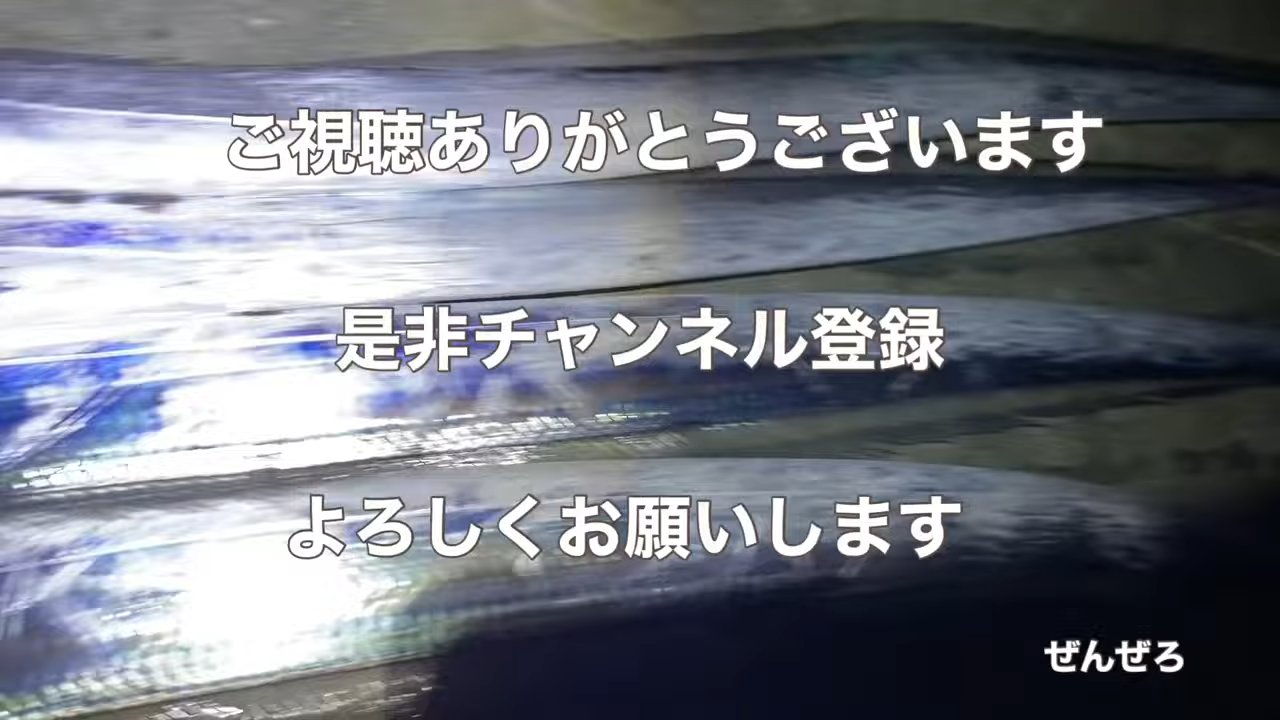 ご視聴ありがとうございます
是非チャンネル登録
よろしくお願いします
ぜんぜろ